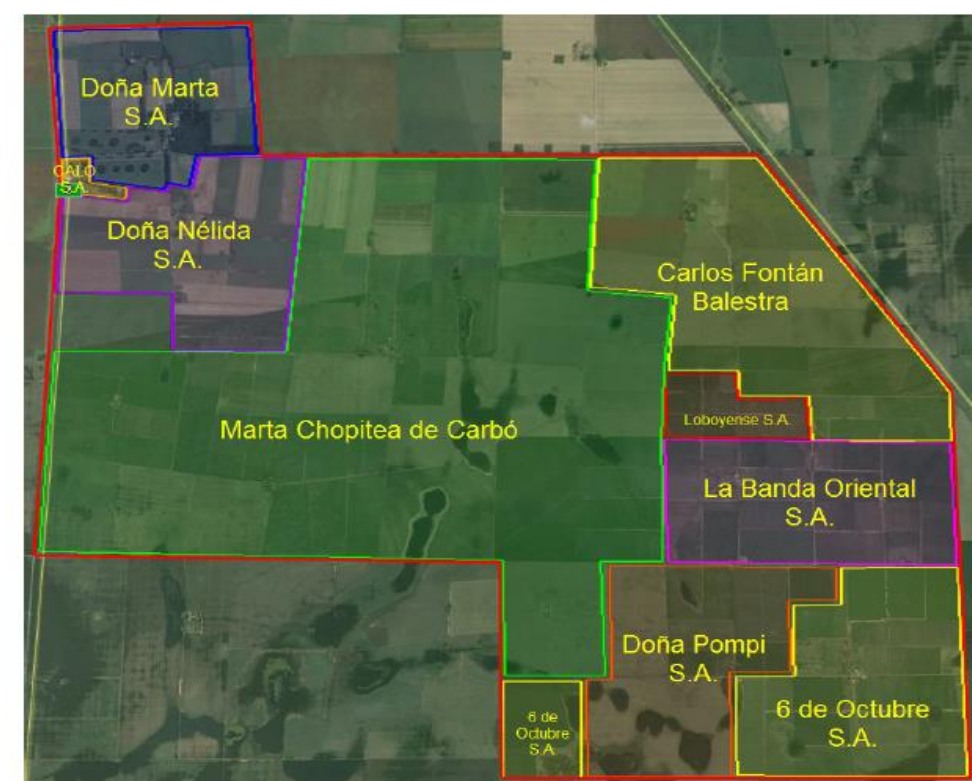 Doña Marta
S.A.
CALO
S.A.
Doña Nélida
S.A.
Carlos Fontán
Balestra
Marta Chopitea de Carbó
Loboyense S.A.
La Banda Oriental
S.A.
Doña Pompi
S.A.
6 de
Octubre
S.A.
6 de Octubre
S.A.